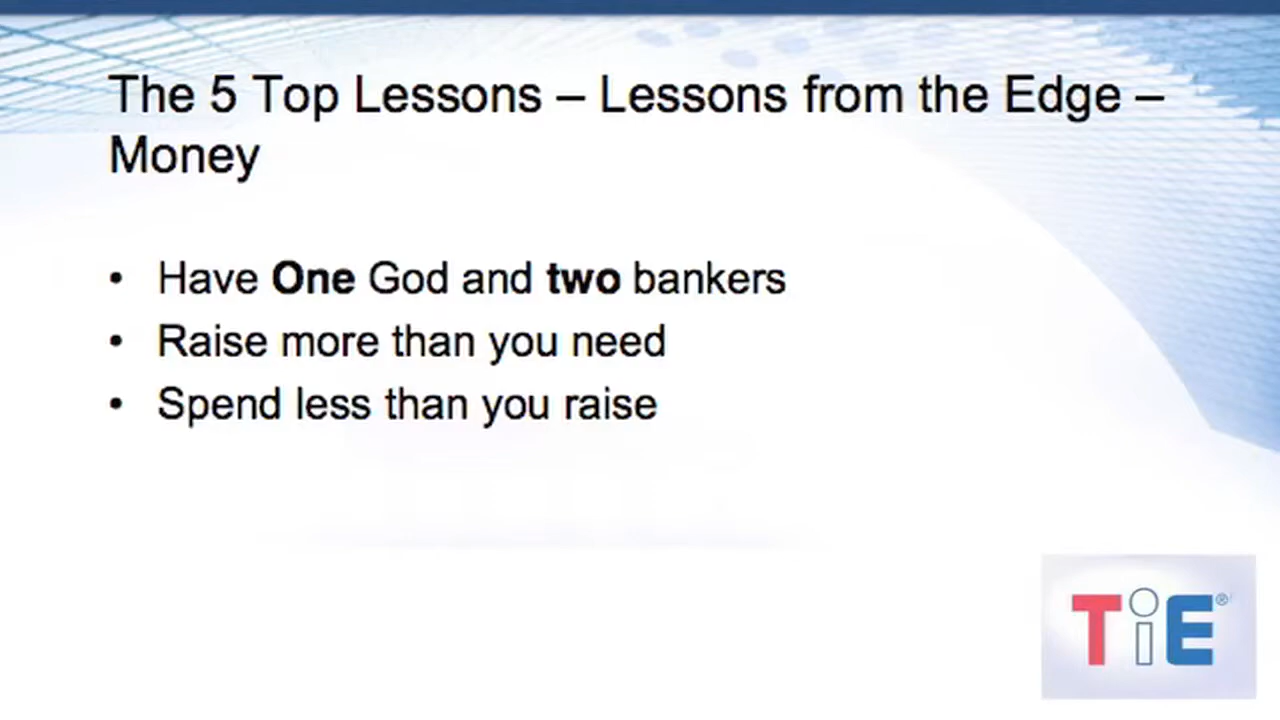 The 5 Top Lessons – Lessons from the Edge –
Money
• Have One God and two bankers
• Raise more than you need
• Spend less than you raise
TiE®